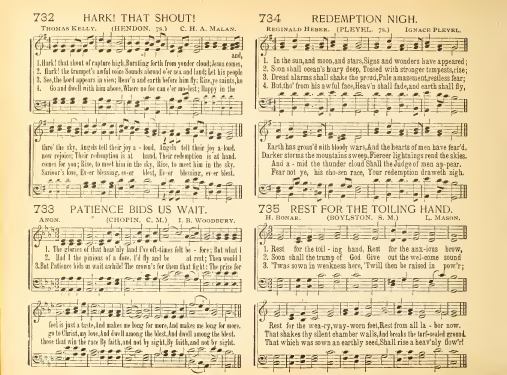 732 HARK! THAT SHOUT!
THOMAS KELLY. (HENDON. 7s.) C. H. A. MALAN.
and,
1. Hark! that shout of rapture high, Bursting forth from yonder cloud; Jesus comes,
2. Hark! the trumpet's awful voice Sounds abroad o'er sea and land; let his people
3. See, the Lord appears in view; Heav'n and earth before him fly; Rise, ye saints, he
4. Go and dwell with him above, Where no foe can e'er molest; Happy in the
thro' the sky, Angels tell their joy a - loud, Angels tell their joy a - loud.
now rejoice; Their redemption is at hand. Their redemption is at hand.
comes for you; Rise, to meet him in the sky, Rise, to meet him in the sky.
Saviour's love, Ev-er blessing, ev-er blest, Ev-er blessing, ev-er blest.
733 PATIENCE BIDS US WAIT.
ANON. (CHOPIN. C. M.) I. B. WOODBURY.
1. The glories of that heav'nly land I've oft-times felt be - fore; But what I
2. Had I the pinions of a dove, I'd fly and be at rest; Then would I
3. But Patience bids us wait awhile! The crown's for them that fight; The prize for
feel is just a taste, And makes me long for more, And makes me long for more.
go to Christ, my love, And dwell among the blest, And dwell among the blest.
those that run the race By faith, and not by sight, By faith, and not by sight.
734 REDEMPTION NIGH.
REGINALD HEBER. (PLEYEL. 7s.) IGNACE PLEYEL.
1. In the sun, and moon, and stars, Signs and wonders have appeared;
2. Soon shall ocean's hoary deep, Tossed with stronger tempests, rise;
3. Dread alarms shall shake the proud, Pale amazement, restless fear;
4. But, tho' from his awful face, Heav'n shall fade, and earth shall fly,
Earth has groan'd with bloody wars, And the hearts of men have fear'd.
Darker storms the mountains sweep, Fiercer lightnings rend the skies.
And a - mid the thunder cloud Shall the Judge of men ap-pear.
Fear not ye, his cho-sen race, Your redemption draweth nigh.
735 REST FOR THE TOILING HAND.
H. BONAR. (BOYLSTON. S. M.) L. MASON.
1. Rest for the toil - ing hand, Rest for the anx-ious brow,
2. Soon shall the trump of God Give out the wel-come sound
3. 'Twas sown in weakness here, 'Twill then be raised in pow'r;
Rest for the wea-ry, way-worn feet, Rest from all la - bor now.
That shakes thy silent chamber walls, And breaks the turf-sealed ground.
That which was sown an earthly seed, Shall rise a heav'nly flow'r!